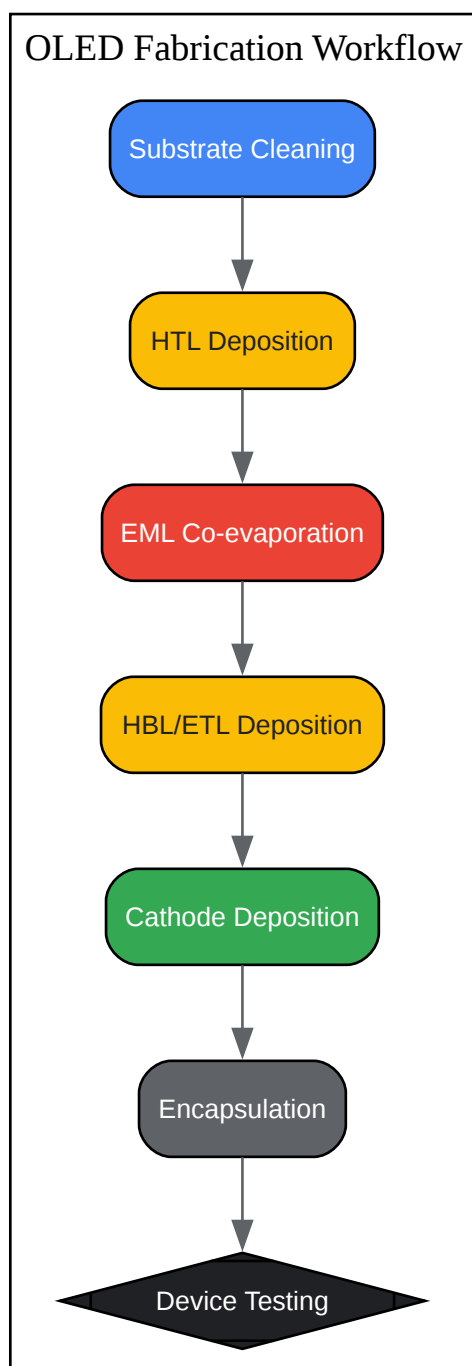 OLED Fabrication Workflow
Substrate Cleaning
HTL Deposition
EML Co-evaporation
HBL/ETL Deposition
Cathode Deposition
Encapsulation
Device Testing